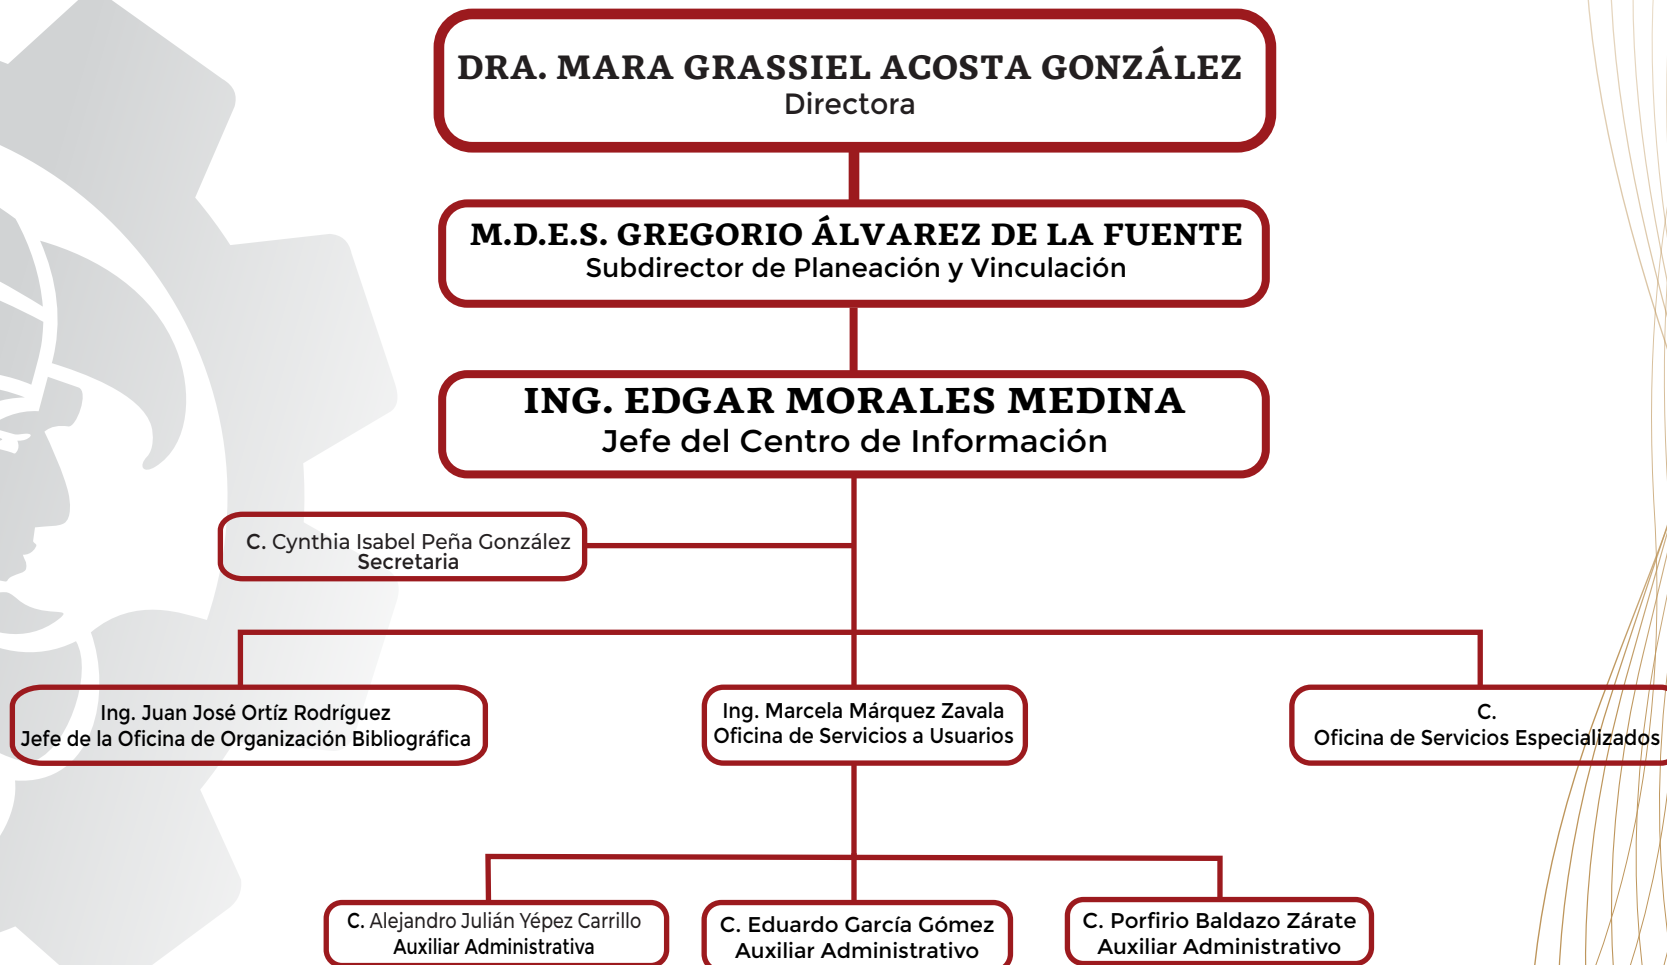 DRA. MARA GRASSIEL ACOSTA GONZÁLEZ
Directora
M.D.E.S. GREGORIO ÁLVAREZ DE LA FUENTE
Subdirector de Planeación y Vinculación
ING. EDGAR MORALES MEDINA
Jefe del Centro de Información
C. Cynthia Isabel Peña González
Secretaria
Ing. Juan José Ortíz Rodríguez
Jefe de la Oficina de Organización Bibliográfica
Ing. Marcela Márquez Zavala
Oficina de Servicios a Usuarios
C.
Oficina de Servicios Especializados
C. Alejandro Julián Yépez Carrillo
Auxiliar Administrativa
C. Eduardo García Gómez
Auxiliar Administrativo
C. Porfirio Baldazo Zárate
Auxiliar Administrativo